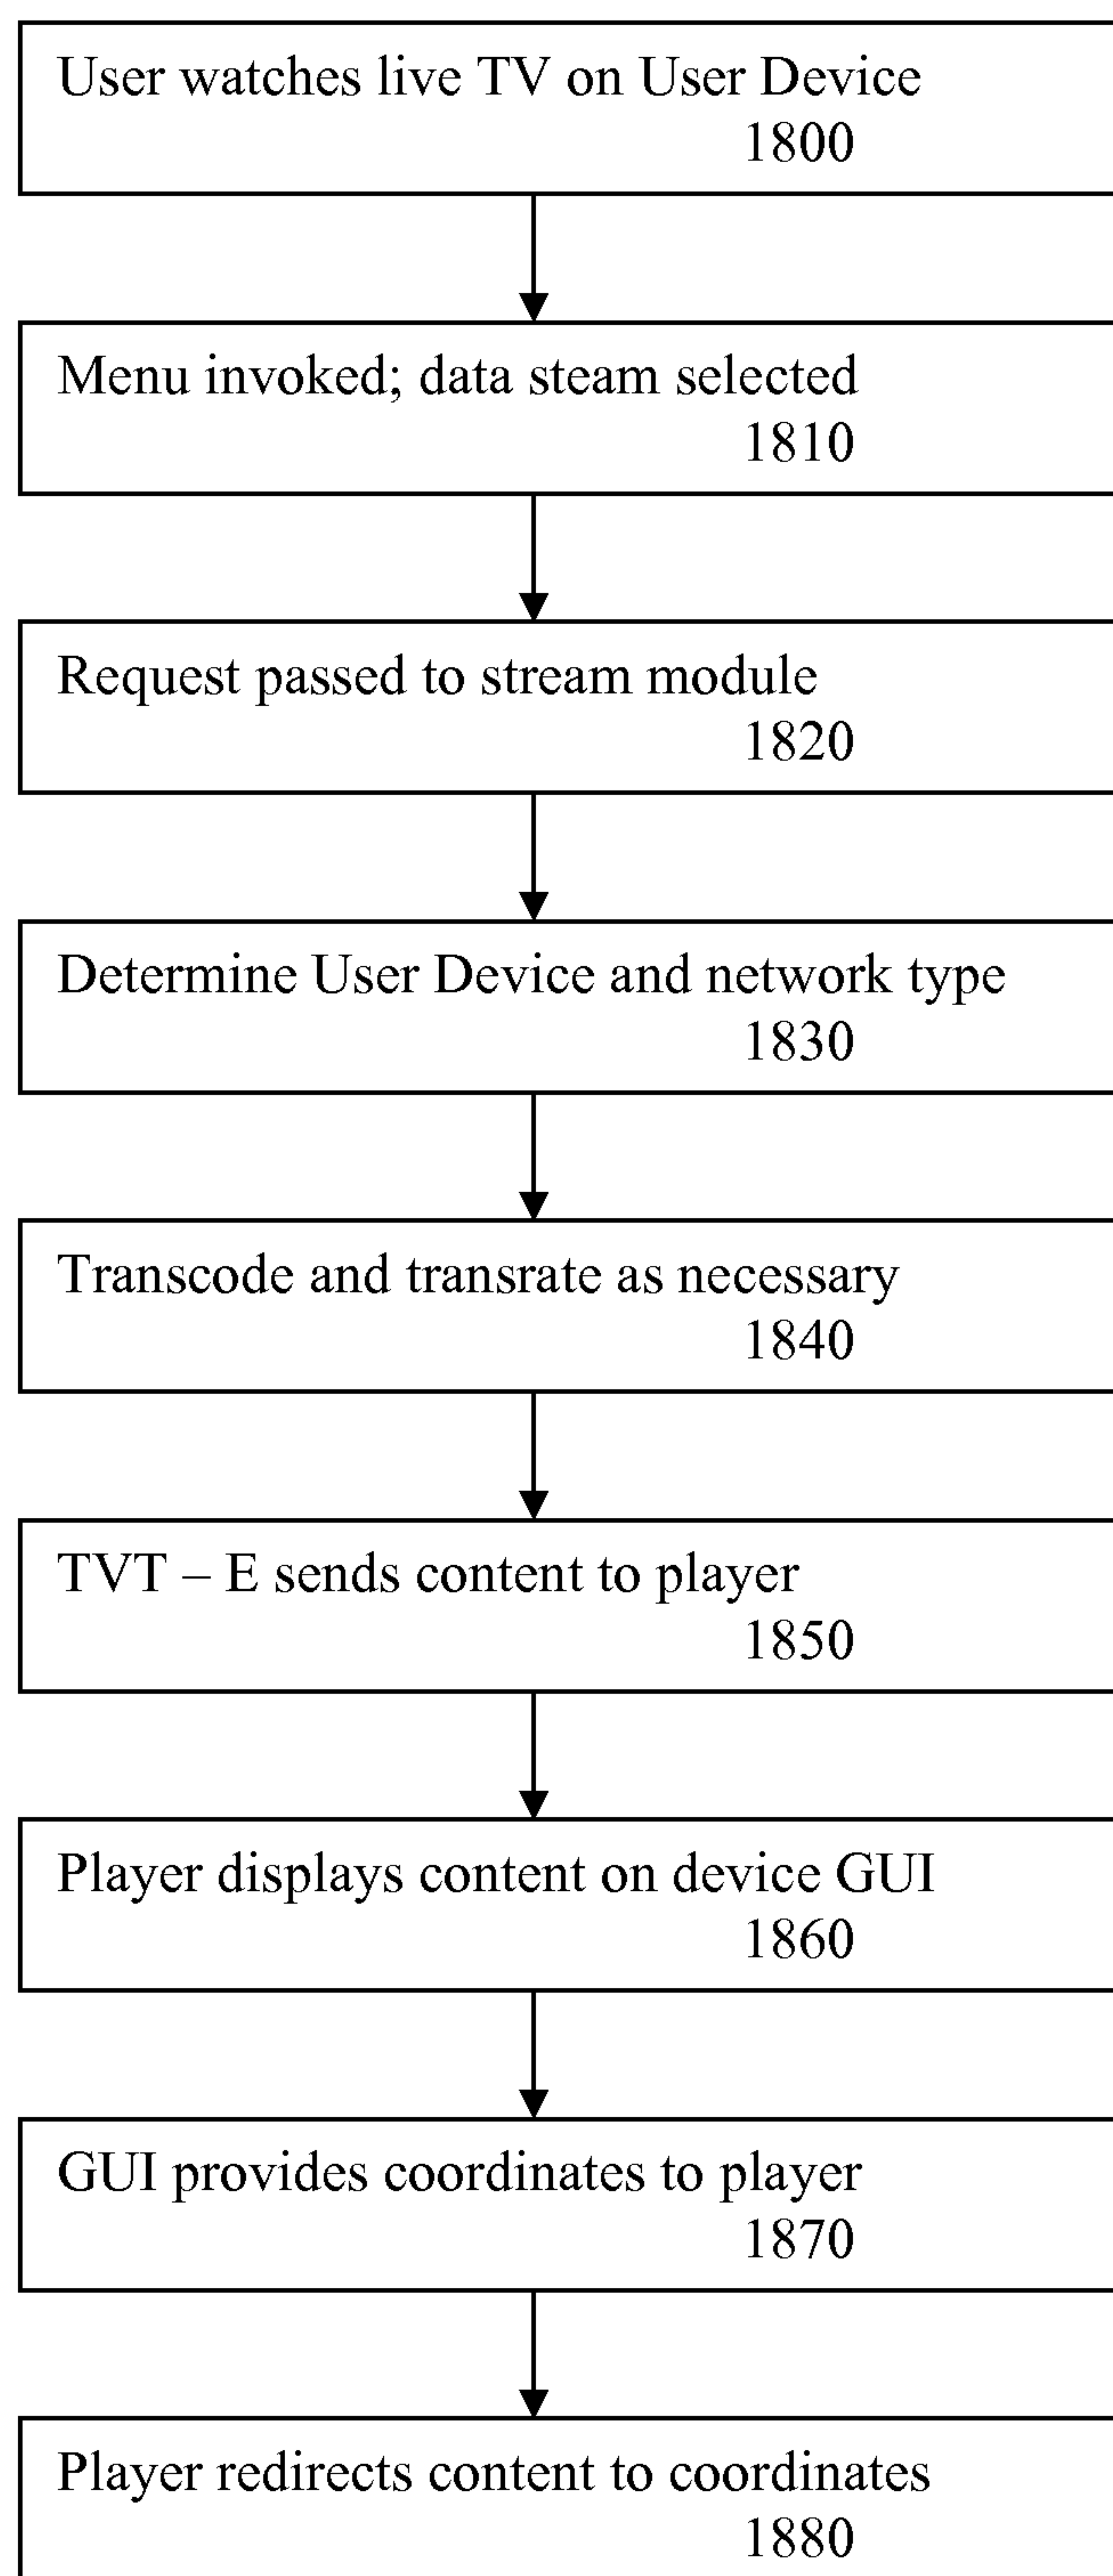 User watches live TV on User Device
1800
Menu invoked; data steam selected
1810
Request passed to stream module
1820
Determine User Device and network type
1830
Transcode and transrate as necessary
1840
TVT – E sends content to player
1850
Player displays content on device GUI
1860
GUI provides coordinates to player
1870
Player redirects content to coordinates
1880